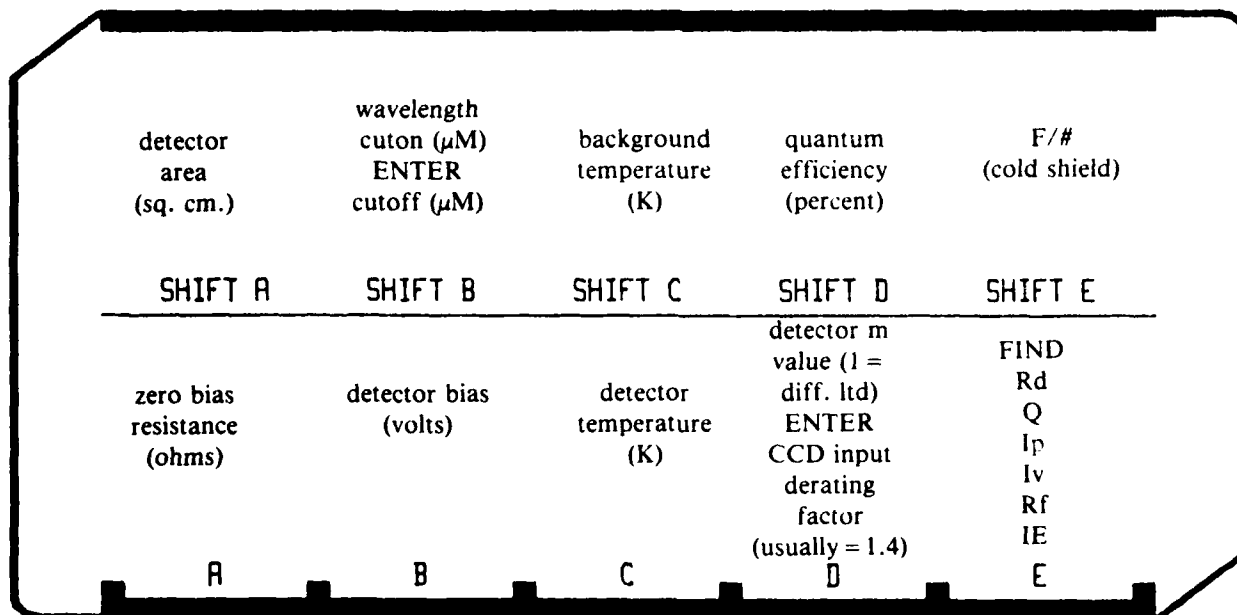 detector
area
(sq. cm.)
wavelength
cuton (μM)
ENTER
cutoff (μM)
background
temperature
(K)
quantum
efficiency
(percent)
F/#
(cold shield)
SHIFT A SHIFT B SHIFT C SHIFT D SHIFT E
zero bias
resistance
(ohms)
detector bias
(volts)
detector
temperature
(K)
detector m
value (1 =
diff. ltd)
ENTER
CCD input
derating
factor
(usually = 1.4)
FIND
Rd
Q
Ip
Iv
Rf
IE
A B C D E